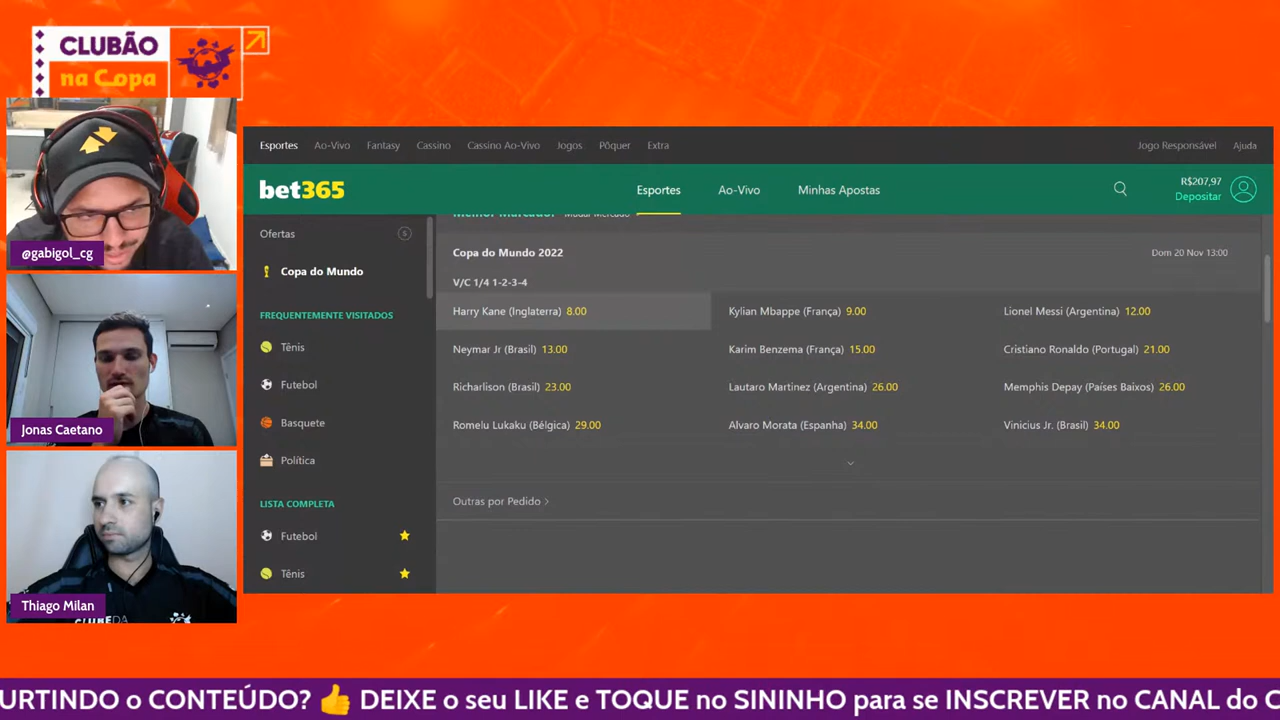 CLUBÃO
na Copa
@gabigol_cg
Jonas Caetano
Thiago Milan
CLUBE DA
Esportes Ao-Vivo Fantasy Cassino Cassino Ao-Vivo Jogos Pôquer Extra Jogo Responsável Ajuda
bet365 Esportes Ao-Vivo Minhas Apostas R$207,97
Depositar
Ofertas
Copa do Mundo
FREQUENTEMENTE VISITADOS
Tênis
Futebol
Basquete
Política
LISTA COMPLETA
Futebol
Tênis
Melhor Marcador Mudar Mercado
Copa do Mundo 2022 Dom 20 Nov 13:00
V/C 1/4 1-2-3-4
Harry Kane (Inglaterra) 8.00 Kylian Mbappe (França) 9.00 Lionel Messi (Argentina) 12.00
Neymar Jr (Brasil) 13.00 Karim Benzema (França) 15.00 Cristiano Ronaldo (Portugal) 21.00
Richarlison (Brasil) 23.00 Lautaro Martinez (Argentina) 26.00 Memphis Depay (Países Baixos) 26.00
Romelu Lukaku (Bélgica) 29.00 Alvaro Morata (Espanha) 34.00 Vinicius Jr. (Brasil) 34.00
Outras por Pedido >
URTINDO o CONTEÚDO? 👍 DEIXE o seu LIKE e TOQUE no SININHO para se INSCREVER no CANAL do C